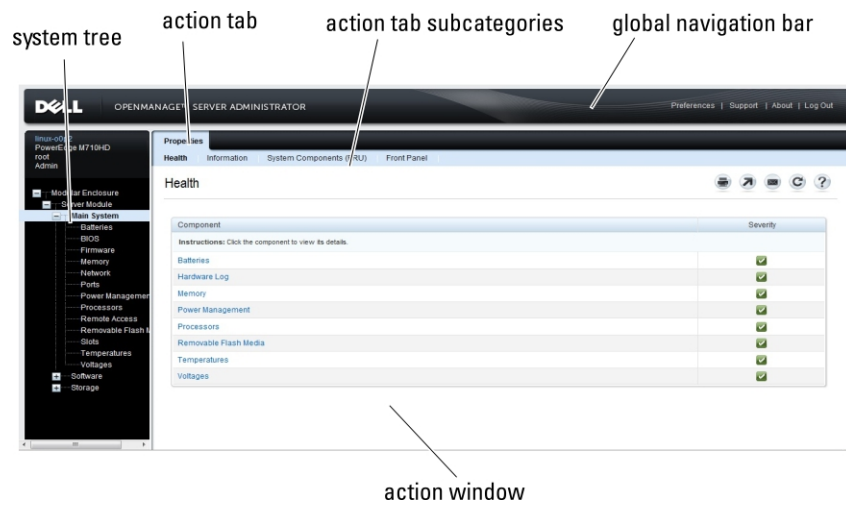 system tree
action tab
action tab subcategories
global navigation bar
DELL
OPENMANAGE™ SERVER ADMINISTRATOR
Preferences | Support | About | Log Out
PowerEdge M710HD
root
Admin
Properties
Health Information System Components (FRU) Front Panel
Health
Modular Enclosure
Server Module
Main System
Batteries
BIOS
Firmware
Memory
Network
Ports
Power Managemen
Processors
Remote Access
Removable Flash M
Slots
Temperatures
Voltages
Software
Storage
Component Severity
Instructions: Click the component to view its details.
Batteries
Hardware Log
Memory
Power Management
Processors
Removable Flash Media
Temperatures
Voltages
action window